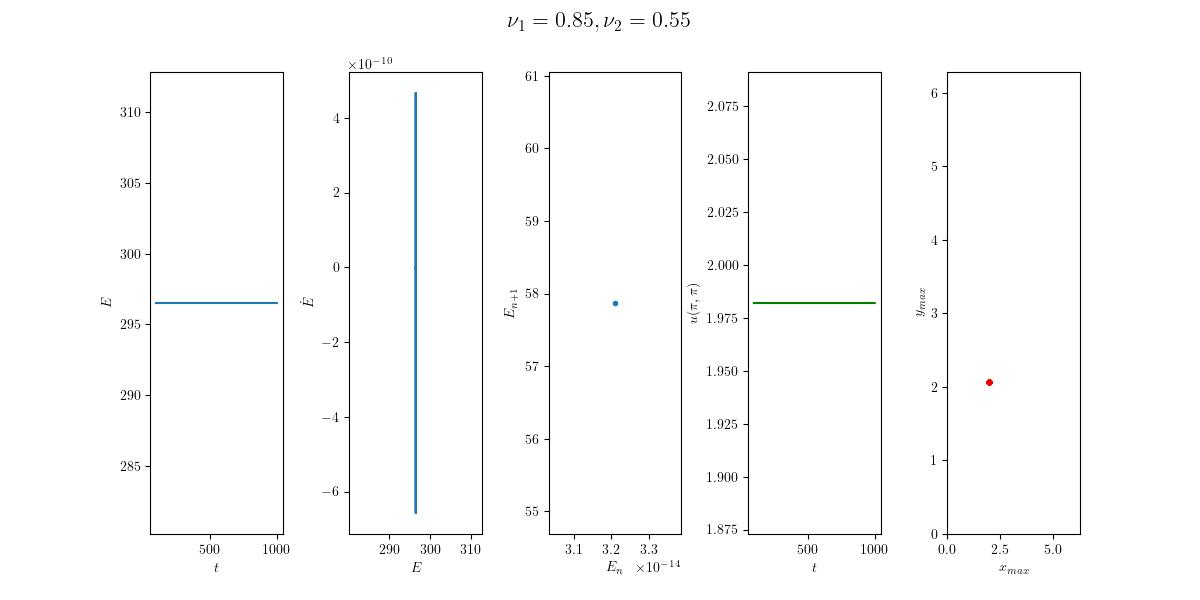 ν₁ = 0.85, ν₂ = 0.55
310
305
300
295
290
285
E
500 1000
t
×10⁻¹⁰
4
2
0
−2
−4
−6
Ė
290 300 310
E
61
60
59
58
57
56
55
Eₙ₊₁
3.1 3.2 3.3
Eₙ ×10⁻¹⁴
2.075
2.050
2.025
2.000
1.975
1.950
1.925
1.900
1.875
u(π, π)
500 1000
t
6
5
4
3
2
1
0
y_max
0.0 2.5 5.0
x_max